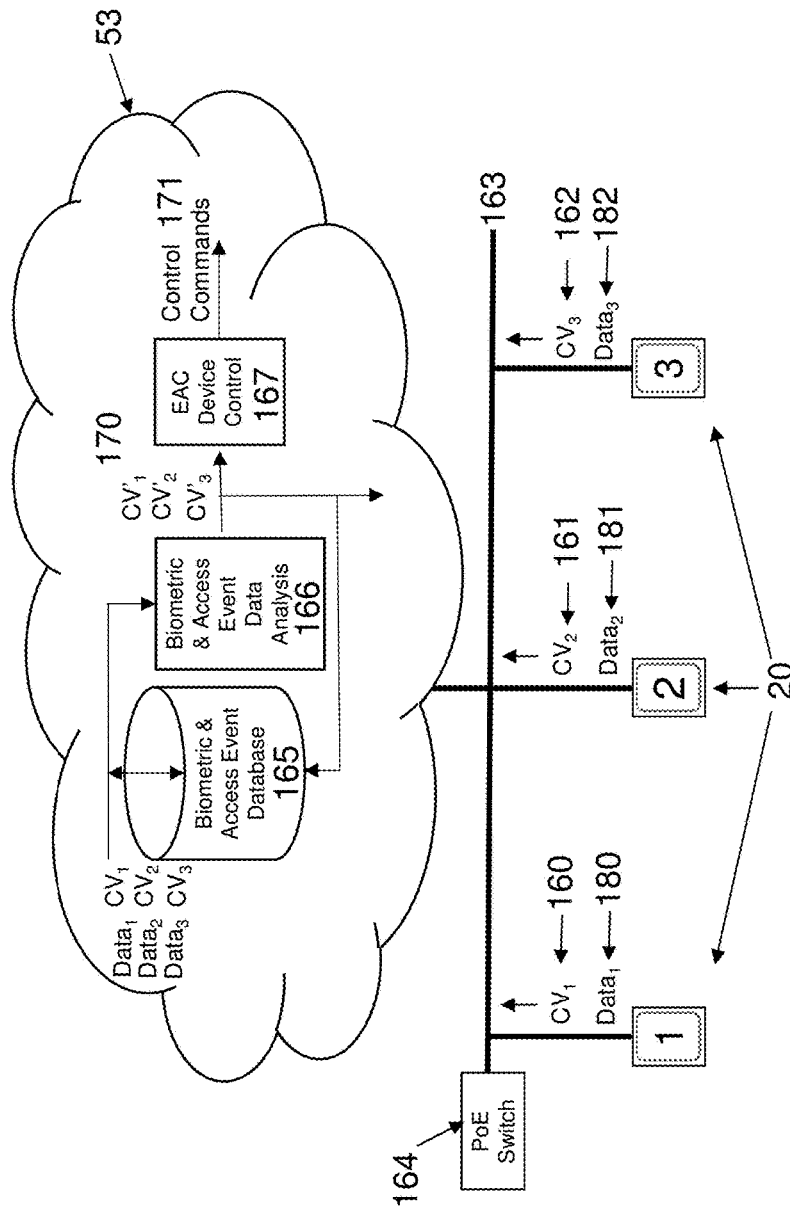 53
Data₁ CV₁
Data₂ CV₂
Data₃ CV₃
Biometric &
Access Event
Database
165
Biometric
& Access
Event
Data
Analysis
166
CV'₁
CV'₂
CV'₃
170
EAC
Device
Control
167
Control
Commands
171
164
PoE
Switch
163
CV₁
160
Data₁
180
CV₂
161
Data₂
181
CV₃
162
Data₃
182
1
2
3
20